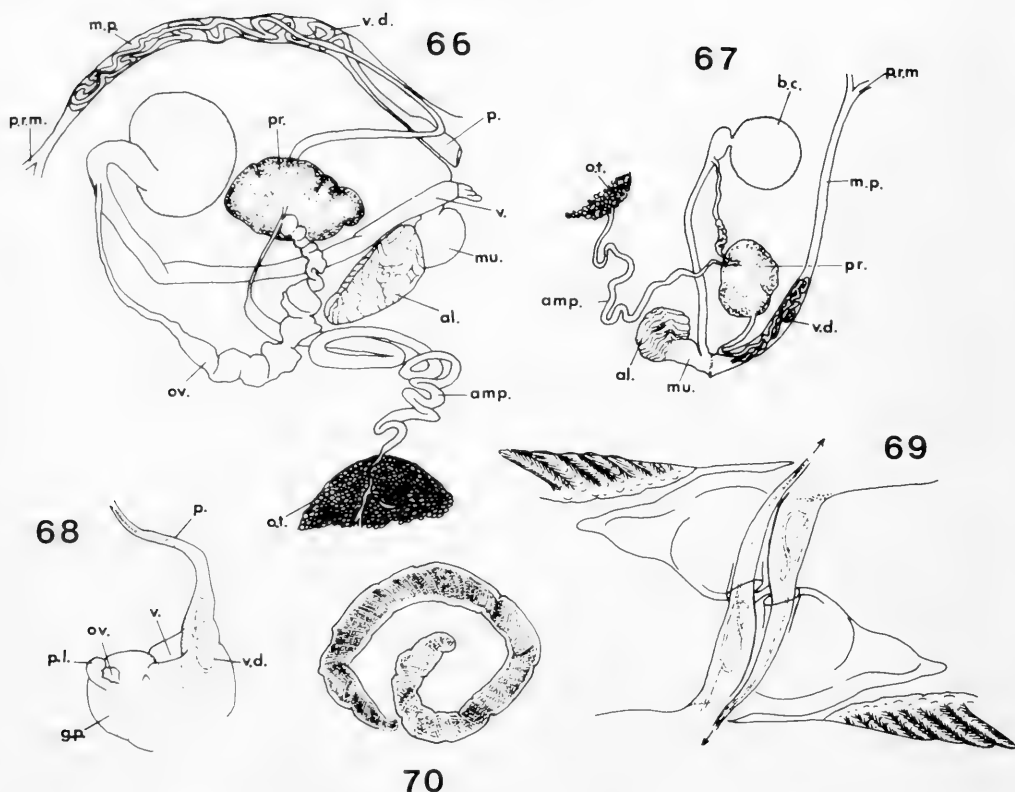 66
m.p.
v.d.
p.r.m.
pr.
p.
v.
mu.
al.
ov.
amp.
o.t.
67
b.c.
p.r.m
o.t.
m.p.
pr.
amp.
v.d.
al.
mu.
68
p.
v.
ov.
p.l.
v.d.
g.p.
69
70